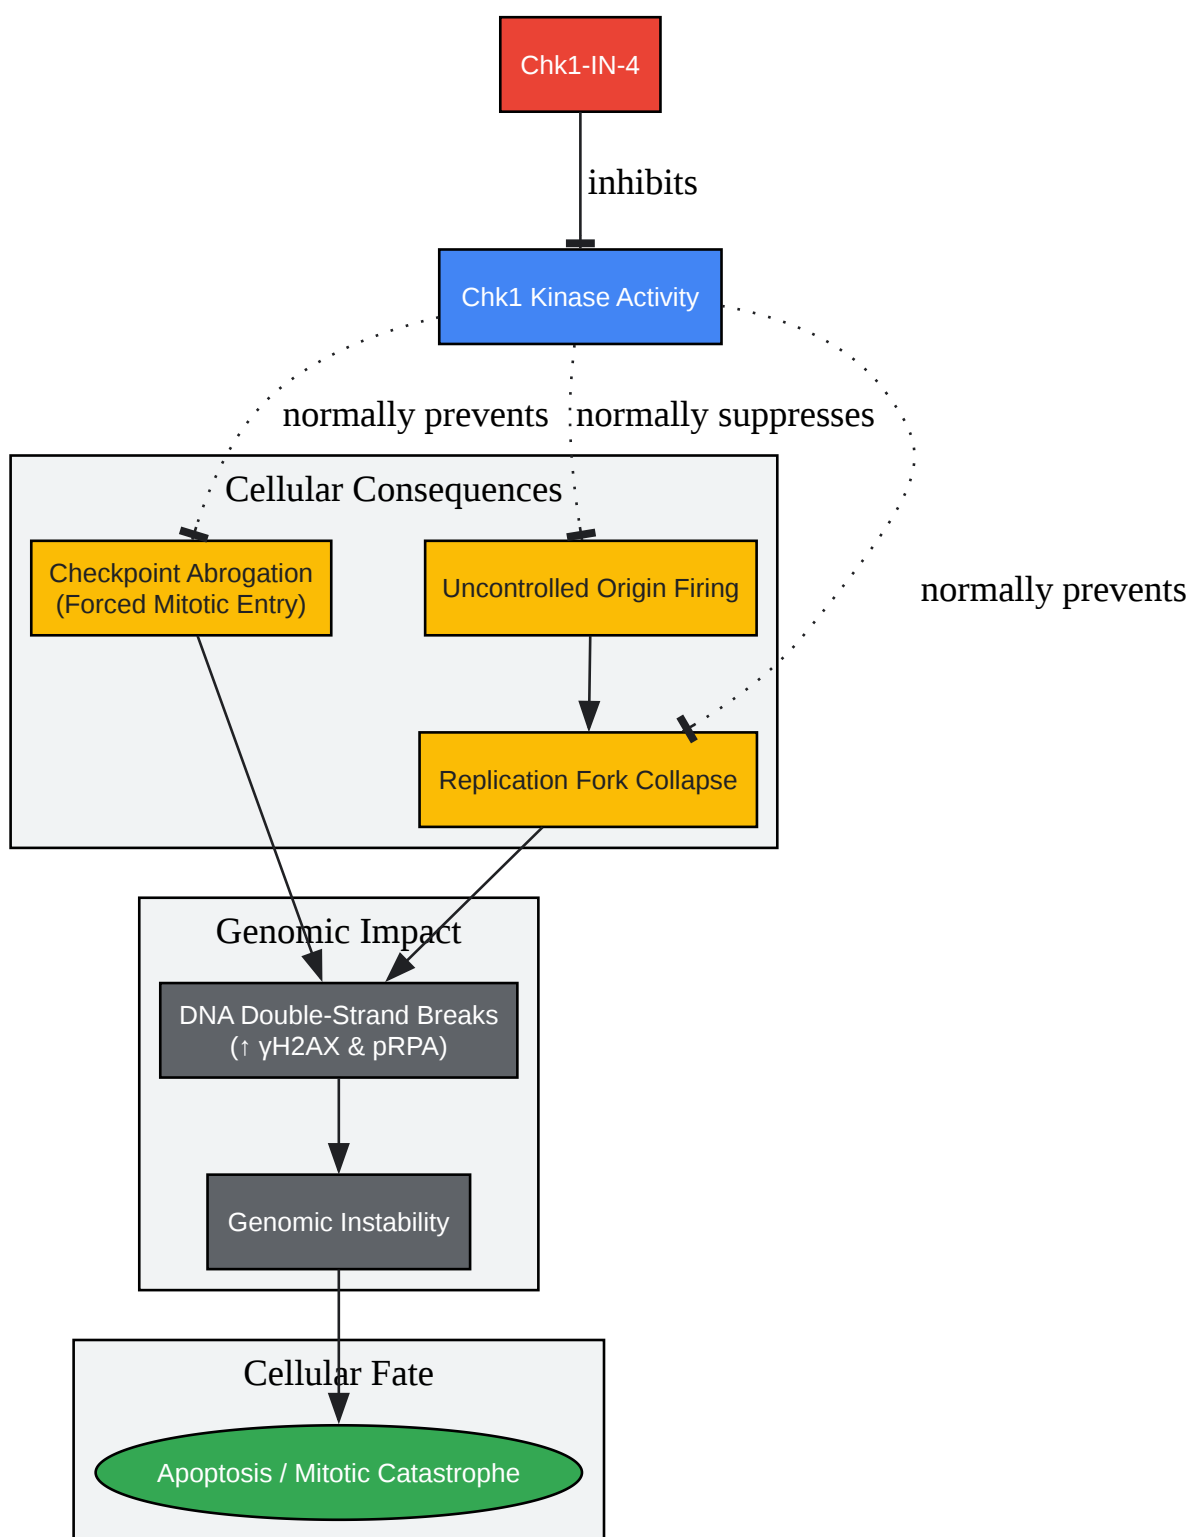 Chk1-IN-4
inhibits
Chk1 Kinase Activity
normally prevents
normally suppresses
Cellular Consequences
Checkpoint Abrogation
(Forced Mitotic Entry)
Uncontrolled Origin Firing
normally prevents
Replication Fork Collapse
Genomic Impact
DNA Double-Strand Breaks
(↑ γH2AX & pRPA)
Genomic Instability
Cellular Fate
Apoptosis / Mitotic Catastrophe